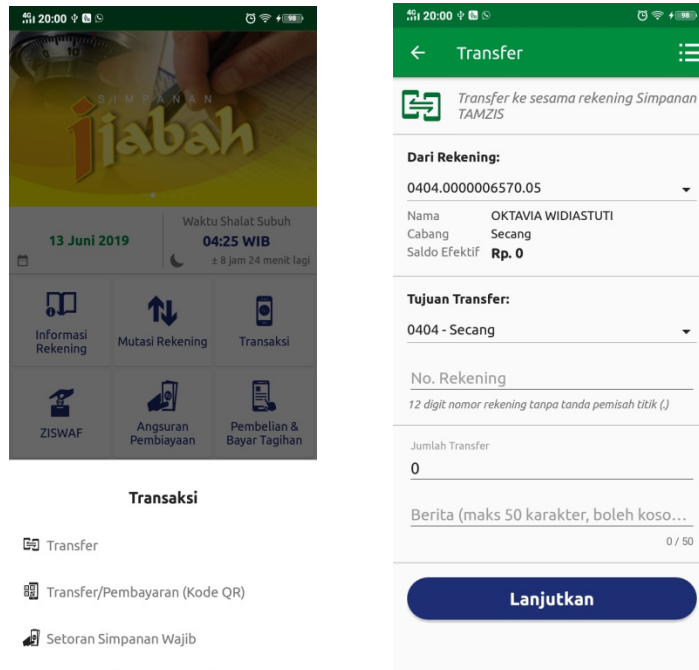 20:00
98
SIMPANAN
ijabah
13 Juni 2019
Waktu Shalat Subuh
04:25 WIB
± 8 jam 24 menit lagi
Informasi
Rekening
Mutasi Rekening
Transaksi
ZISWAF
Angsuran
Pembiayaan
Pembelian &
Bayar Tagihan
Transaksi
Transfer
Transfer/Pembayaran (Kode QR)
Setoran Simpanan Wajib
4G 20:00
98
Transfer
Transfer ke sesama rekening Simpanan
TAMZIS
Dari Rekening:
0404.0000006570.05
Nama OKTAVIA WIDIASTUTI
Cabang Secang
Saldo Efektif Rp. 0
Tujuan Transfer:
0404 - Secang
No. Rekening
12 digit nomor rekening tanpa tanda pemisah titik (.)
Jumlah Transfer
0
Berita (maks 50 karakter, boleh koso...
0 / 50
Lanjutkan